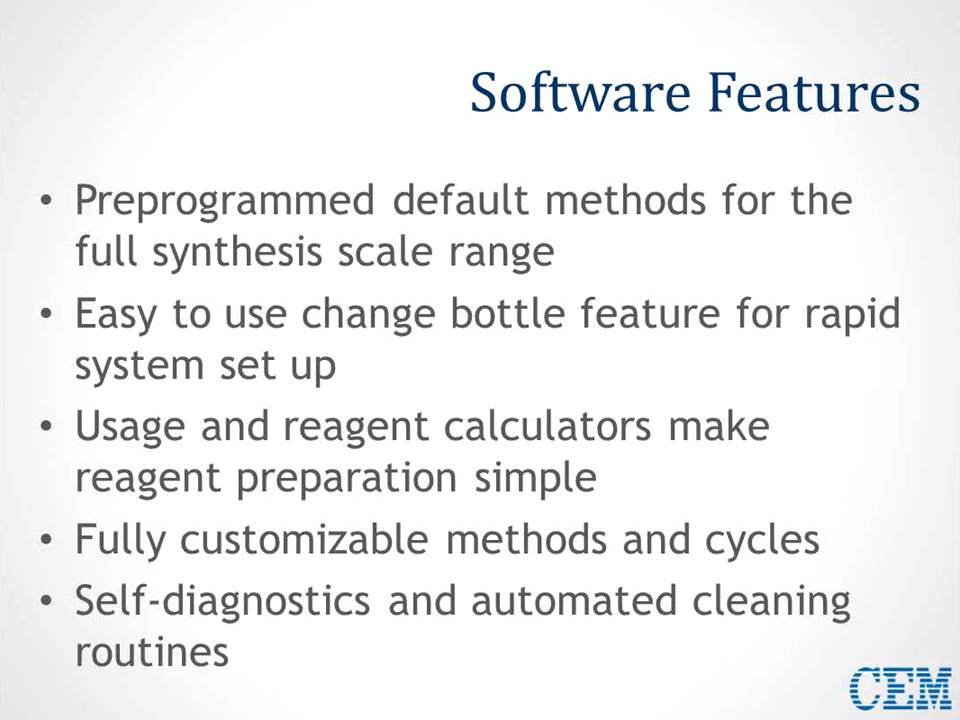 Software Features
• Preprogrammed default methods for the
full synthesis scale range
• Easy to use change bottle feature for rapid
system set up
• Usage and reagent calculators make
reagent preparation simple
• Fully customizable methods and cycles
• Self-diagnostics and automated cleaning
routines
CEM